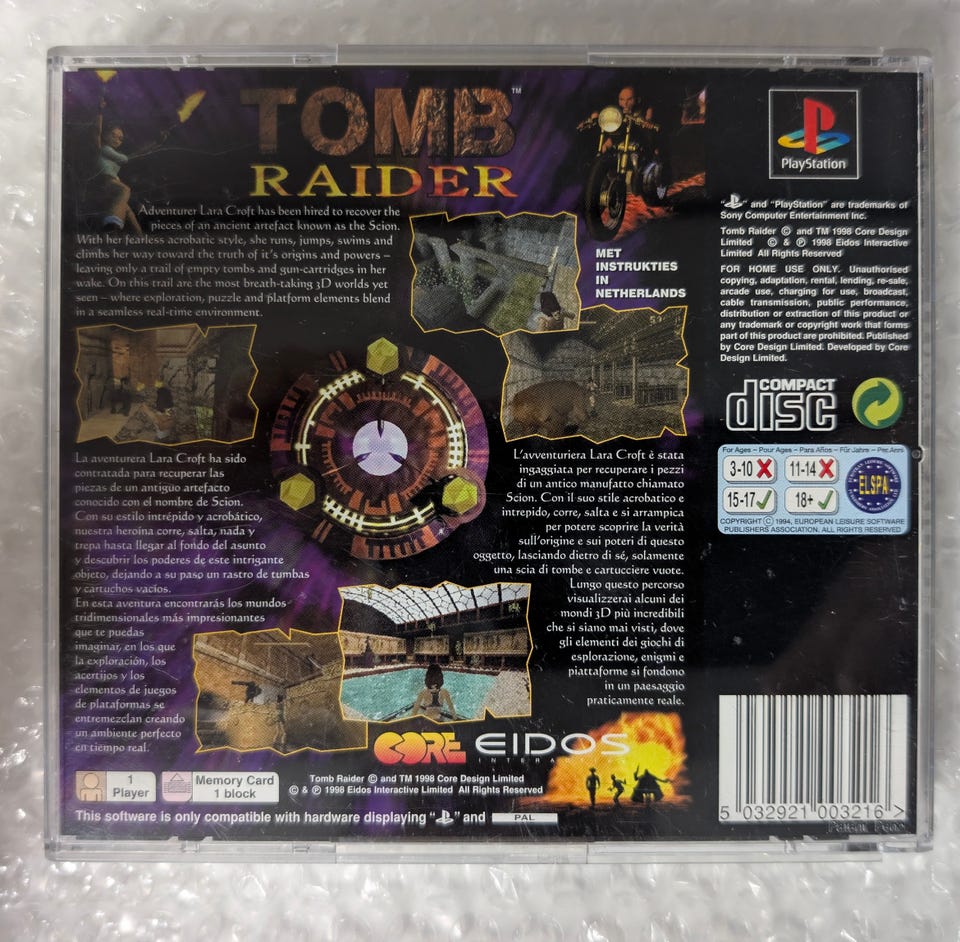 TOMB™
RAIDER
Adventurer Lara Croft has been hired to recover the
pieces of an ancient artefact known as the Scion.
With her fearless acrobatic style, she runs, jumps, swims and
climbs her way toward the truth of it's origins and powers –
leaving only a trail of empty tombs and gun-cartridges in her
wake. On this trail are the most breath-taking 3D worlds yet
seen – where exploration, puzzle and platform elements blend
in a seamless real-time environment.
MET
INSTRUKTIES
IN
NETHERLANDS
La aventurera Lara Croft ha sido
contratada para recuperar las
piezas de un antigüo artefacto
conocido con el nombre de Scion.
Con su estilo intrépido y acrobático,
nuestra heroína corre, salta, nada y
trepa hasta llegar al fondo del asunto
y descubrir los poderes de este intrigante
objeto, dejando a su paso un rastro de tumbas
y cartuchos vacíos.
En esta aventura encontrarás los mundos
tridimensionales más impresionantes
que te puedas
imaginar, en los que
la exploración, los
acertijos y los
elementos de juegos
de plataformas se
entremezclan creando
un ambiente perfecto
en tiempo real.
L'avventuriera Lara Croft è stata
ingaggiata per recuperare i pezzi
di un antico manufatto chiamato
Scion. Con il suo stile acrobatico e
intrepido, corre, salta e si arrampica
per potere scoprire la verità
sull'origine e sui poteri di questo
oggetto, lasciando dietro di sé, solamente
una scia di tombe e cartucciere vuote.
Lungo questo percorso
visualizzerai alcuni dei
mondi 3D più incredibili
che si siano mai visti, dove
gli elementi dei giochi di
esplorazione, enigmi e
piattaforme si fondono
in un paesaggio
praticamente reale.
CORE EIDOS
INTERACTIVE
1
Player
Memory Card
1 block
Tomb Raider © and TM 1998 Core Design Limited
© & ℗ 1998 Eidos Interactive Limited All Rights Reserved
This software is only compatible with hardware displaying "PS" and PAL
PlayStation
"PS" and "PlayStation" are trademarks of
Sony Computer Entertainment Inc.
Tomb Raider © and TM 1998 Core Design
Limited © & ℗ 1998 Eidos Interactive
Limited All Rights Reserved
FOR HOME USE ONLY. Unauthorised
copying, adaptation, rental, lending, re-sale,
arcade use, charging for use, broadcast,
cable transmission, public performance,
distribution or extraction of this product or
any trademark or copyright work that forms
part of this product are prohibited. Published
by Core Design Limited. Developed by Core
Design Limited.
COMPACT
disc
For Ages – Pour Ages – Para Años – Für Jahre – Per Anni
3-10 11-14
15-17 18+
ELSPA
COPYRIGHT © 1994, EUROPEAN LEISURE SOFTWARE
PUBLISHERS ASSOCIATION. ALL RIGHTS RESERVED
5 032921 003216 >